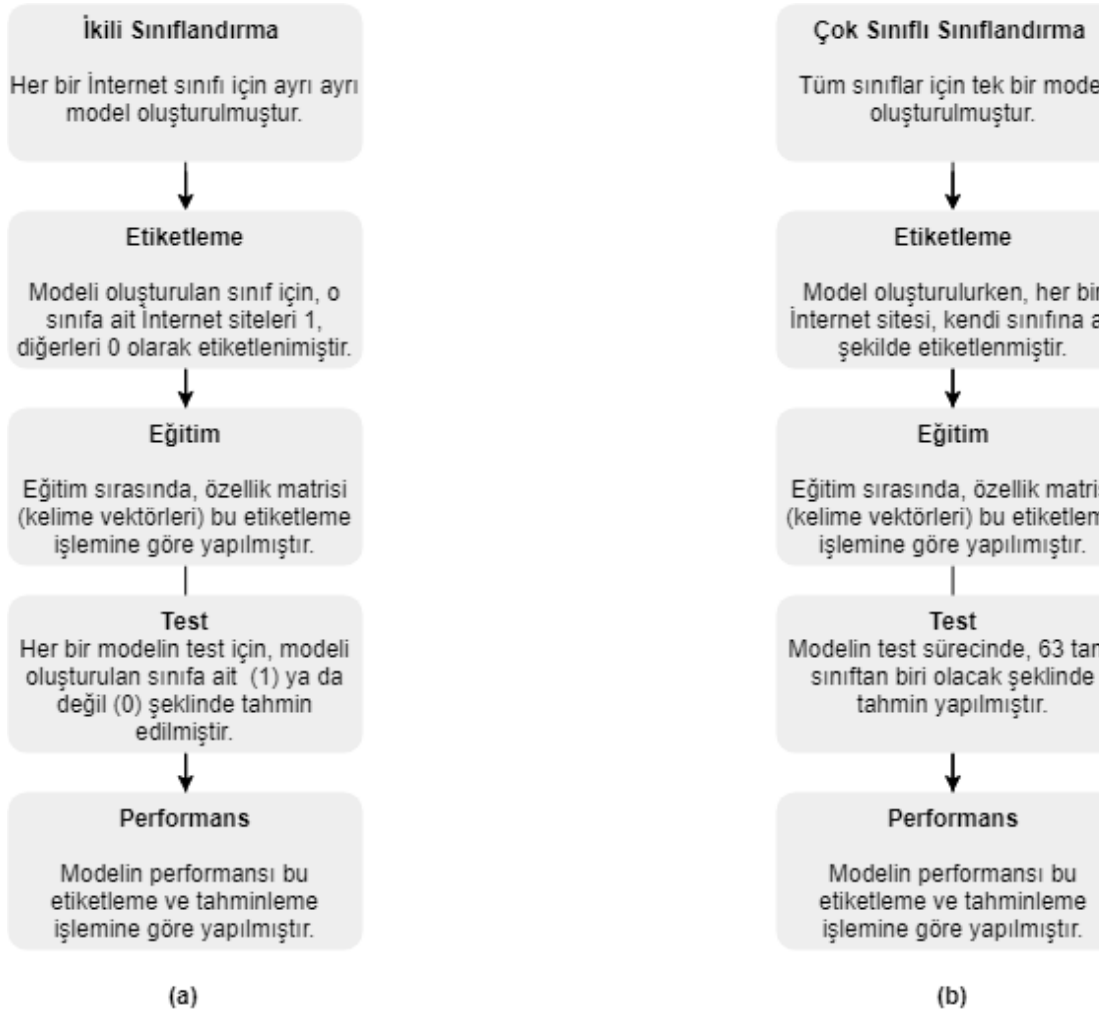 İkili Sınıflandırma
Her bir İnternet sınıfı için ayrı ayrı
model oluşturulmuştur.
Etiketleme
Modeli oluşturulan sınıf için, o
sınıfa ait İnternet siteleri 1,
diğerleri 0 olarak etiketlenimiştir.
Eğitim
Eğitim sırasında, özellik matrisi
(kelime vektörleri) bu etiketleme
işlemine göre yapılmıştır.
Test
Her bir modelin test için, modeli
oluşturulan sınıfa ait (1) ya da
değil (0) şeklinde tahmin
edilmiştir.
Performans
Modelin performansı bu
etiketleme ve tahminleme
işlemine göre yapılmıştır.
(a)
Çok Sınıflı Sınıflandırma
Tüm sınıflar için tek bir
oluşturulmuştur.
Etiketleme
Model oluşturulurken, her
İnternet sitesi, kendi sınıfına
şekilde etiketlenmiştir.
Eğitim
Eğitim sırasında, özellik
(kelime vektörleri) bu
işlemine göre yapılımıştır.
Test
Modelin test sürecinde, 63
sınıftan biri olacak şeklinde
tahmin yapılmıştır.
Performans
Modelin performansı bu
etiketleme ve tahminleme
işlemine göre yapılmıştır.
(b)